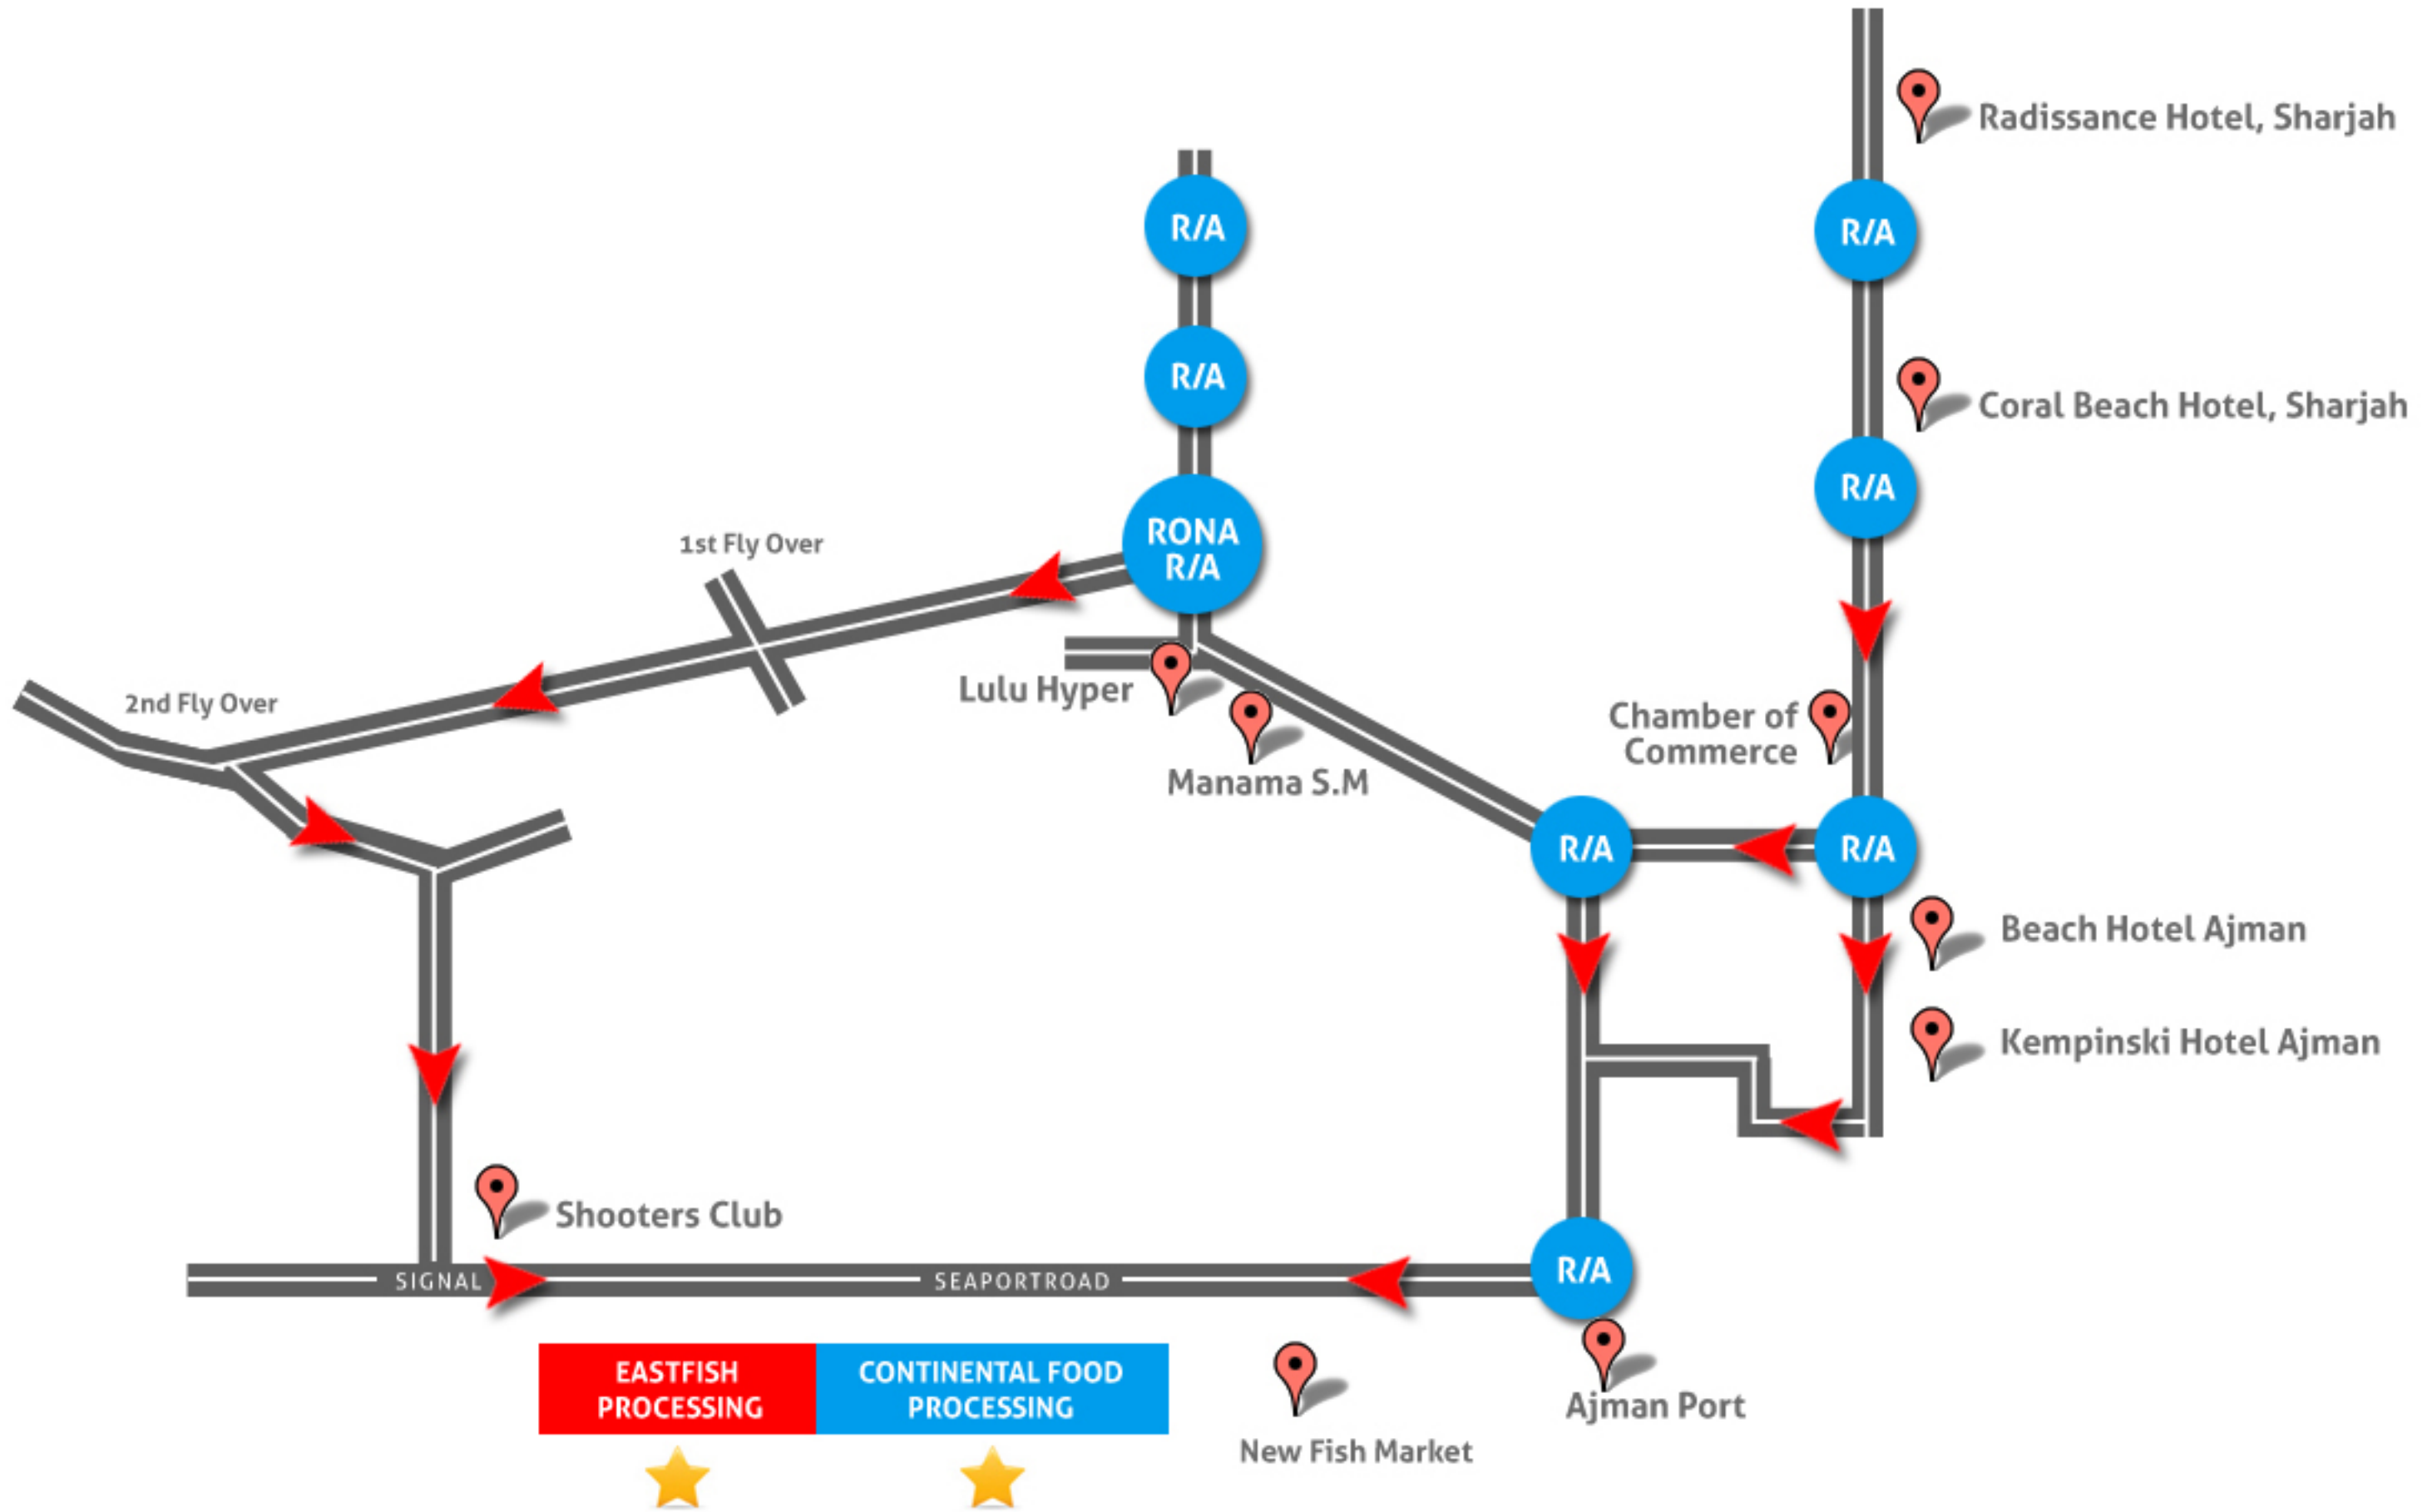 Radissance Hotel, Sharjah
R/A
R/A
R/A
Coral Beach Hotel, Sharjah
R/A
RONA
R/A
1st Fly Over
Lulu Hyper
2nd Fly Over
Chamber of
Commerce
Manama S.M
R/A
R/A
Beach Hotel Ajman
Kempinski Hotel Ajman
Shooters Club
R/A
SIGNAL
SEAPORTROAD
EASTFISH
PROCESSING
CONTINENTAL FOOD
PROCESSING
Ajman Port
New Fish Market